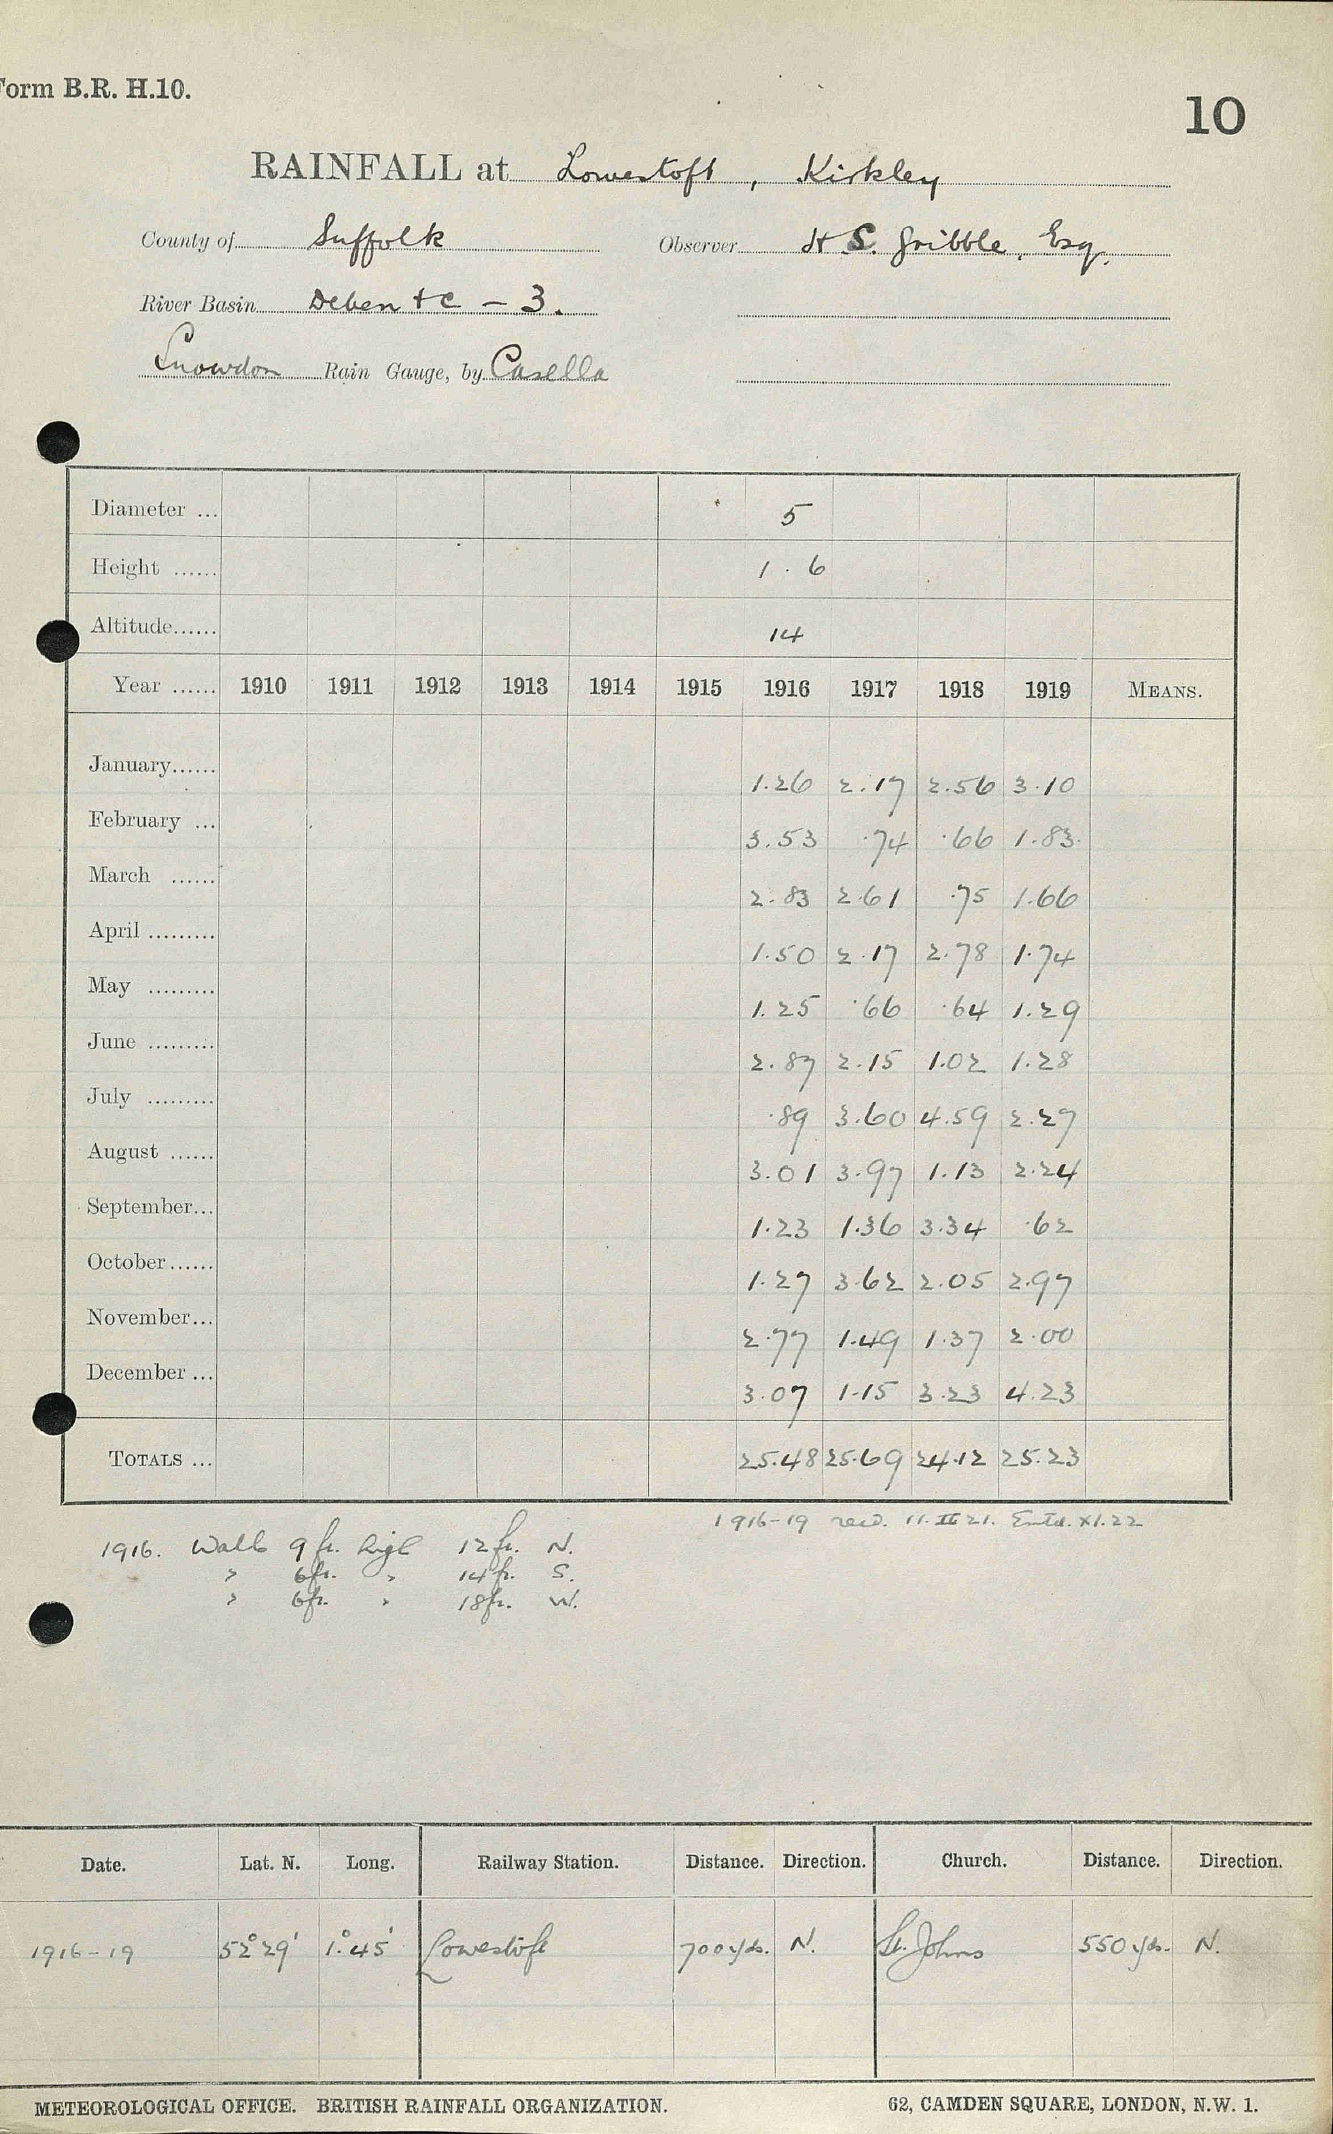 Form B.R. H.10.
10
RAINFALL at Lowestoft, Kirkley
County of Suffolk Observer H S. Gribble, Esq.
River Basin Deben & C - 3.
Snowdon Rain Gauge, by Casella
Diameter ... 5
Height ...... 1 . 6
Altitude...... 14
Year ...... 1910 1911 1912 1913 1914 1915 1916 1917 1918 1919 MEANS.
January...... 1.26 2.17 2.56 3.10
February ... 3.53 .74 .66 1.83
March ...... 2.83 2.61 .75 1.66
April ......... 1.50 2.17 2.78 1.74
May ......... 1.25 .66 .64 1.29
June ......... 2.87 2.15 1.02 1.28
July ......... .89 3.60 4.59 2.27
August ...... 3.01 3.97 1.13 2.24
September... 1.23 1.36 3.34 .62
October...... 1.27 3.62 2.05 2.97
November... 2.77 1.49 1.37 2.00
December ... 3.07 1.15 3.23 4.23
TOTALS ... 25.48 25.69 24.12 25.23
1916-19 recd. 11. II 21. Entd. XI.22
1916. Walls 9 ft. high 12 ft. N.
" 6ft. " 14 ft. S.
" 6ft. " 18ft. W.
Date. Lat. N. Long. Railway Station. Distance. Direction. Church. Distance. Direction.
1916-19 52° 29' 1° 45' Lowestoft 700 yds. N. St. Johns 550 yds. N.
METEOROLOGICAL OFFICE. BRITISH RAINFALL ORGANIZATION. 62, CAMDEN SQUARE, LONDON, N.W. 1.